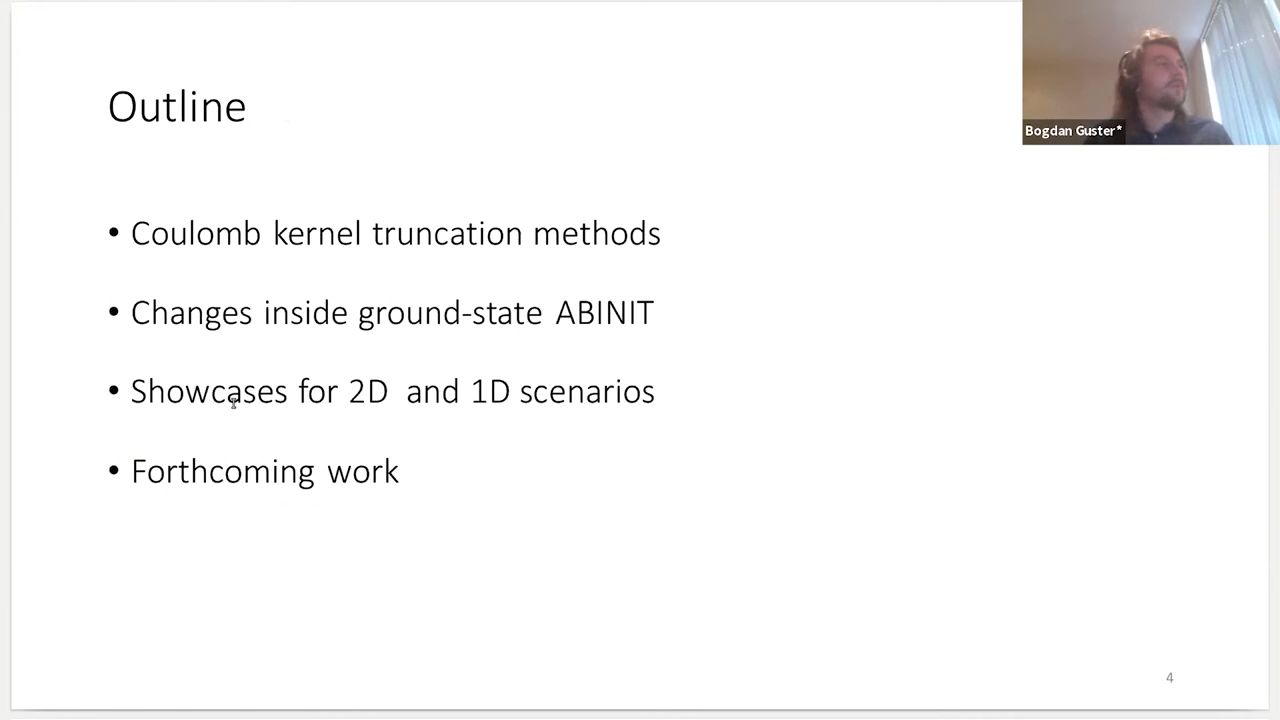 Outline
Bogdan Guster*
• Coulomb kernel truncation methods
• Changes inside ground-state ABINIT
• Showcases for 2D and 1D scenarios
• Forthcoming work
4